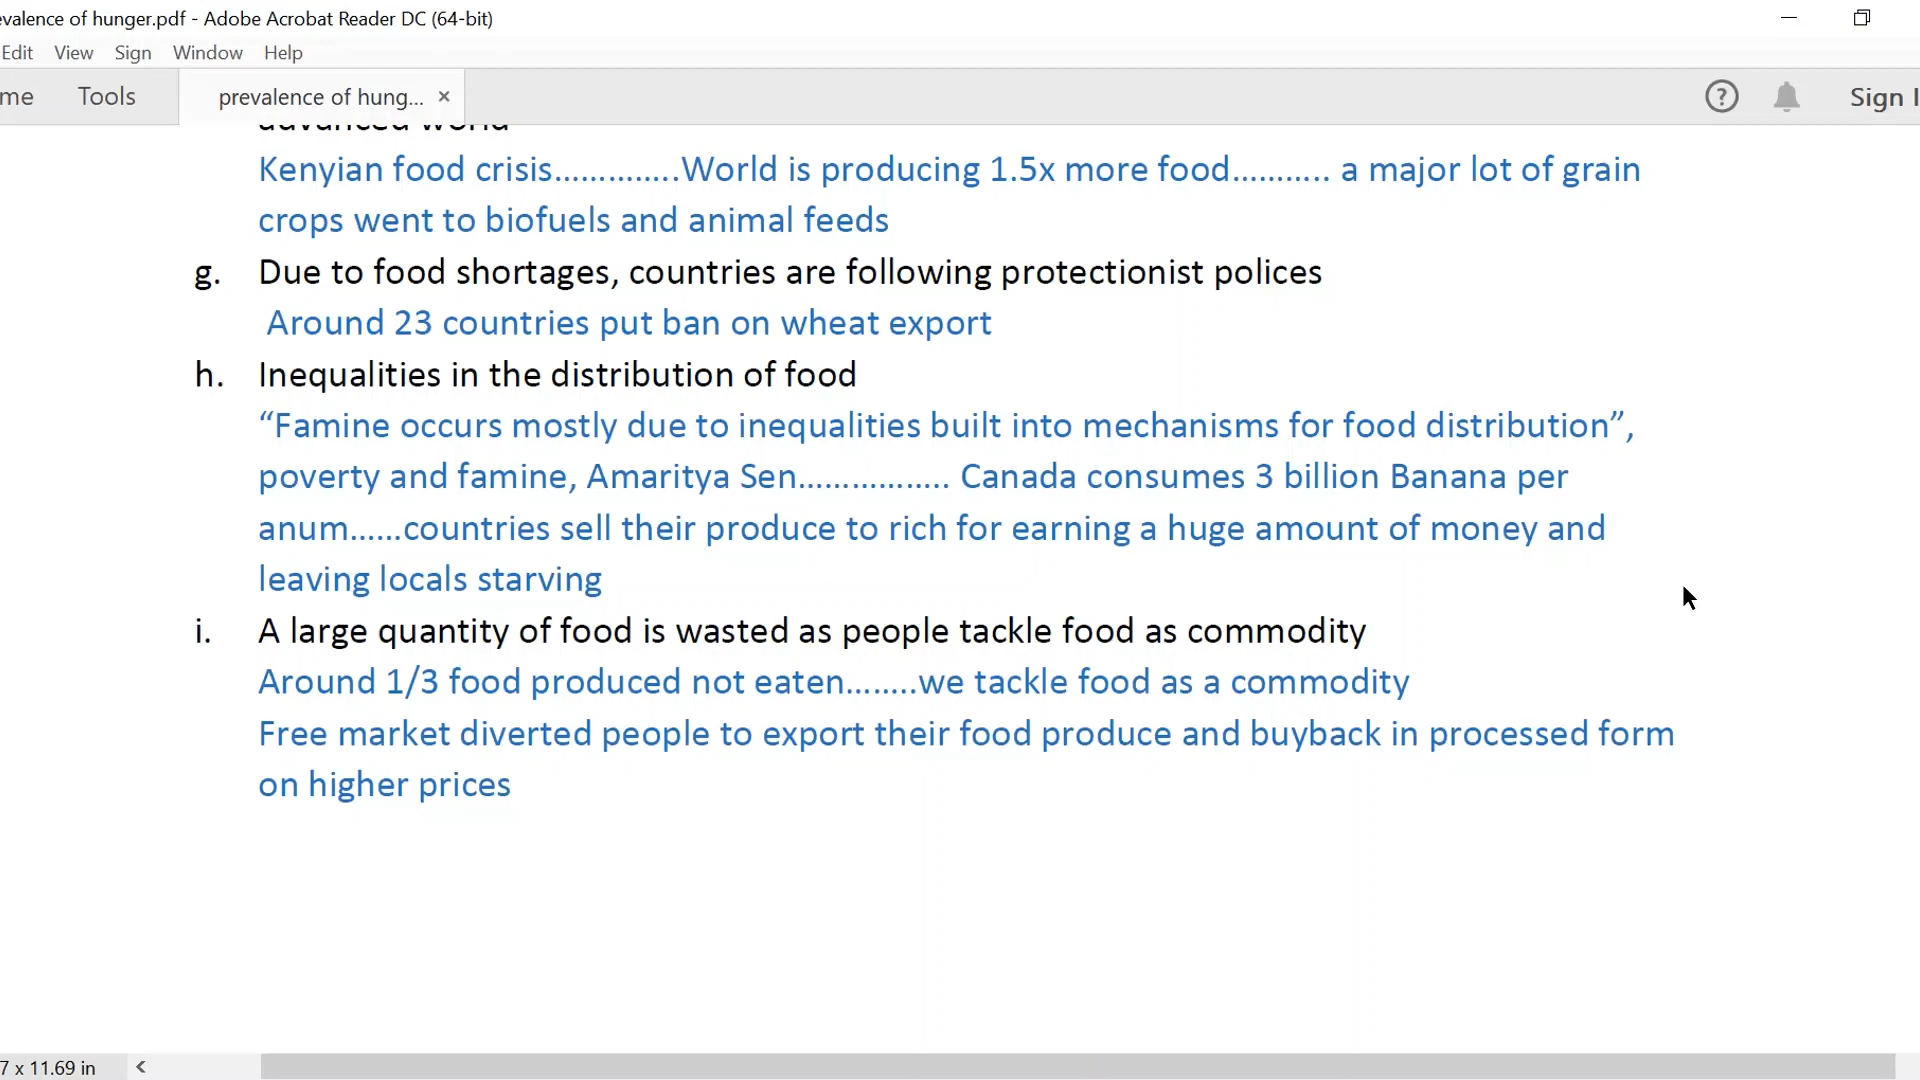 evalence of hunger.pdf - Adobe Acrobat Reader DC (64-bit)
Edit View Sign Window Help
me Tools prevalence of hung... × ? Sign I
advanced world
Kenyian food crisis..............World is producing 1.5x more food........... a major lot of grain
crops went to biofuels and animal feeds
g. Due to food shortages, countries are following protectionist polices
Around 23 countries put ban on wheat export
h. Inequalities in the distribution of food
“Famine occurs mostly due to inequalities built into mechanisms for food distribution”,
poverty and famine, Amaritya Sen................. Canada consumes 3 billion Banana per
anum......countries sell their produce to rich for earning a huge amount of money and
leaving locals starving
i. A large quantity of food is wasted as people tackle food as commodity
Around 1/3 food produced not eaten........we tackle food as a commodity
Free market diverted people to export their food produce and buyback in processed form
on higher prices
7 x 11.69 in <